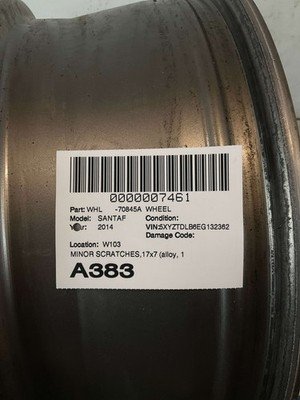 0000007461
Part: WHL -70845A WHEEL
Model: SANTAF Condition:
Year: 2014 VIN:5XYZTDLB6EG132362
Damage Code:
Location: W103
MINOR SCRATCHES,17x7 (alloy, 1
A383